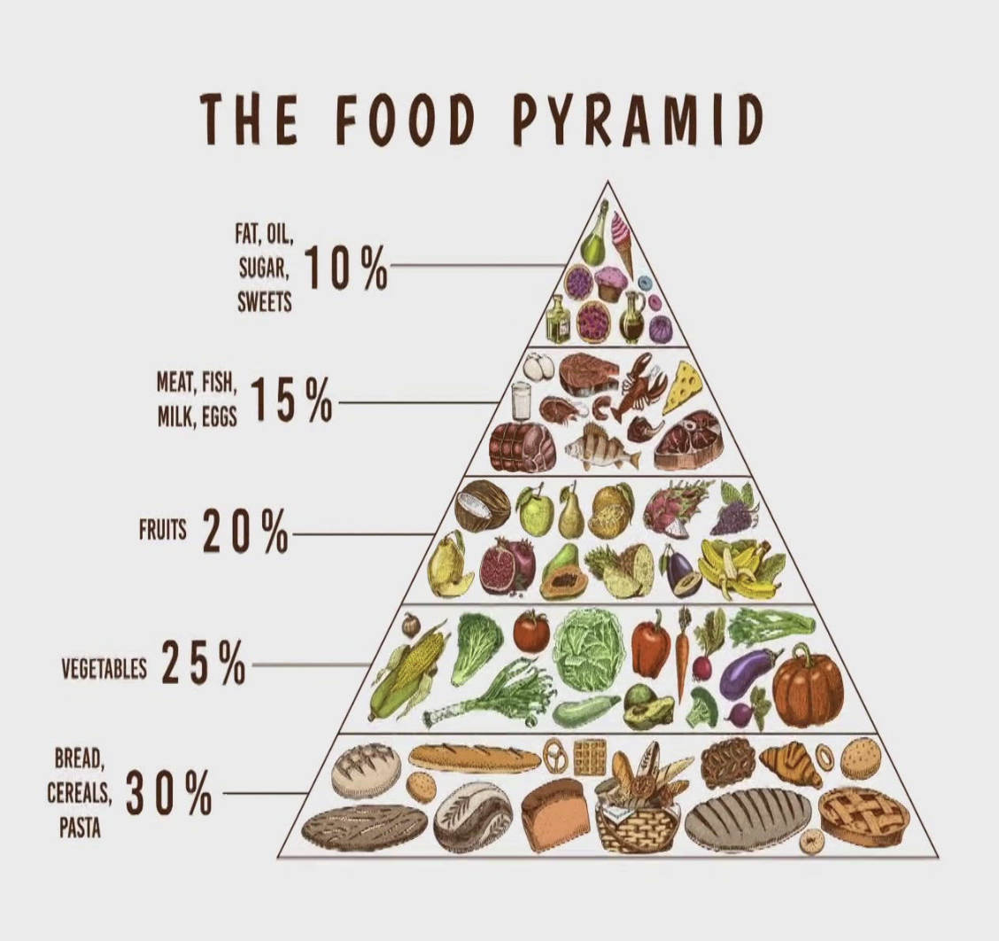 THE FOOD PYRAMID
FAT, OIL,
SUGAR,
SWEETS
10%
MEAT, FISH,
MILK, EGGS
15%
FRUITS 20%
VEGETABLES 25%
BREAD,
CEREALS,
PASTA
30%